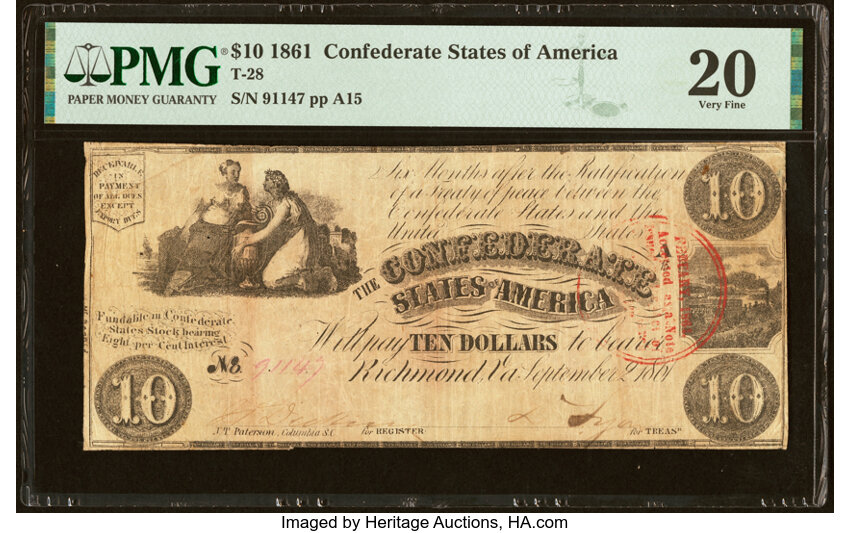 PMG® $10 1861 Confederate States of America
T-28
PAPER MONEY GUARANTY
S/N 91147 pp A15
20
Very Fine
RECEIVABLE
IN
PAYMENT
OF ALL DUES
EXCEPT
EXPORT DUES
Six Months after the Ratification
of a treaty of peace between the
Confederate States and the
United States
10
A
THE CONFEDERATE
STATES OF AMERICA
Fundable in Confederate
States Stock bearing
Eight per Cent Interest
Will pay TEN DOLLARS to bearer
Richmond, Va September 2 1861
No. 91147
10
10
J.T. Paterson, Columbia S.C.
for REGISTER
for TREASR
Accepted as a Note
Imaged by Heritage Auctions, HA.com